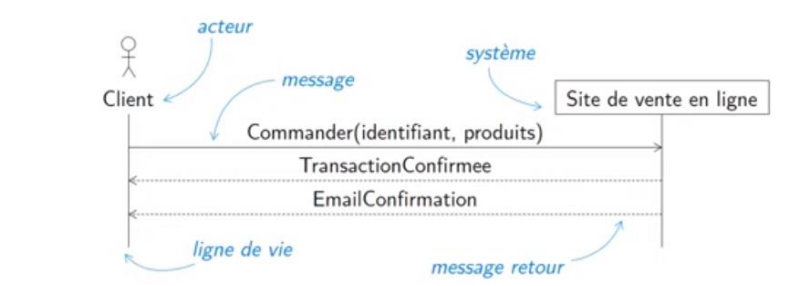 acteur
système
message
Client
Site de vente en ligne
Commander(identifiant, produits)
TransactionConfirmee
EmailConfirmation
ligne de vie
message retour